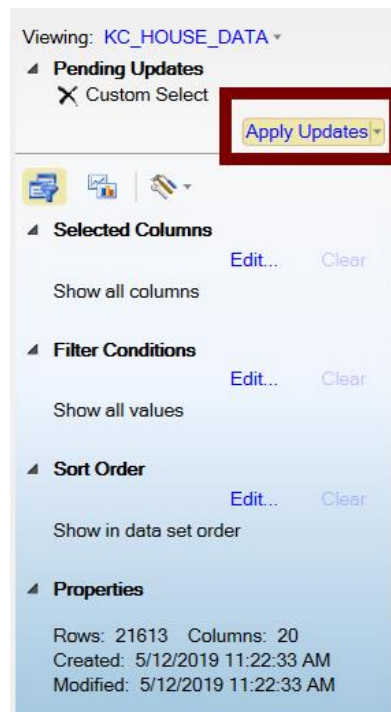 Viewing: KC_HOUSE_DATA
Pending Updates
Custom Select
Apply Updates
Selected Columns
Edit... Clear
Show all columns
Filter Conditions
Edit... Clear
Show all values
Sort Order
Edit... Clear
Show in data set order
Properties
Rows: 21613 Columns: 20
Created: 5/12/2019 11:22:33 AM
Modified: 5/12/2019 11:22:33 AM